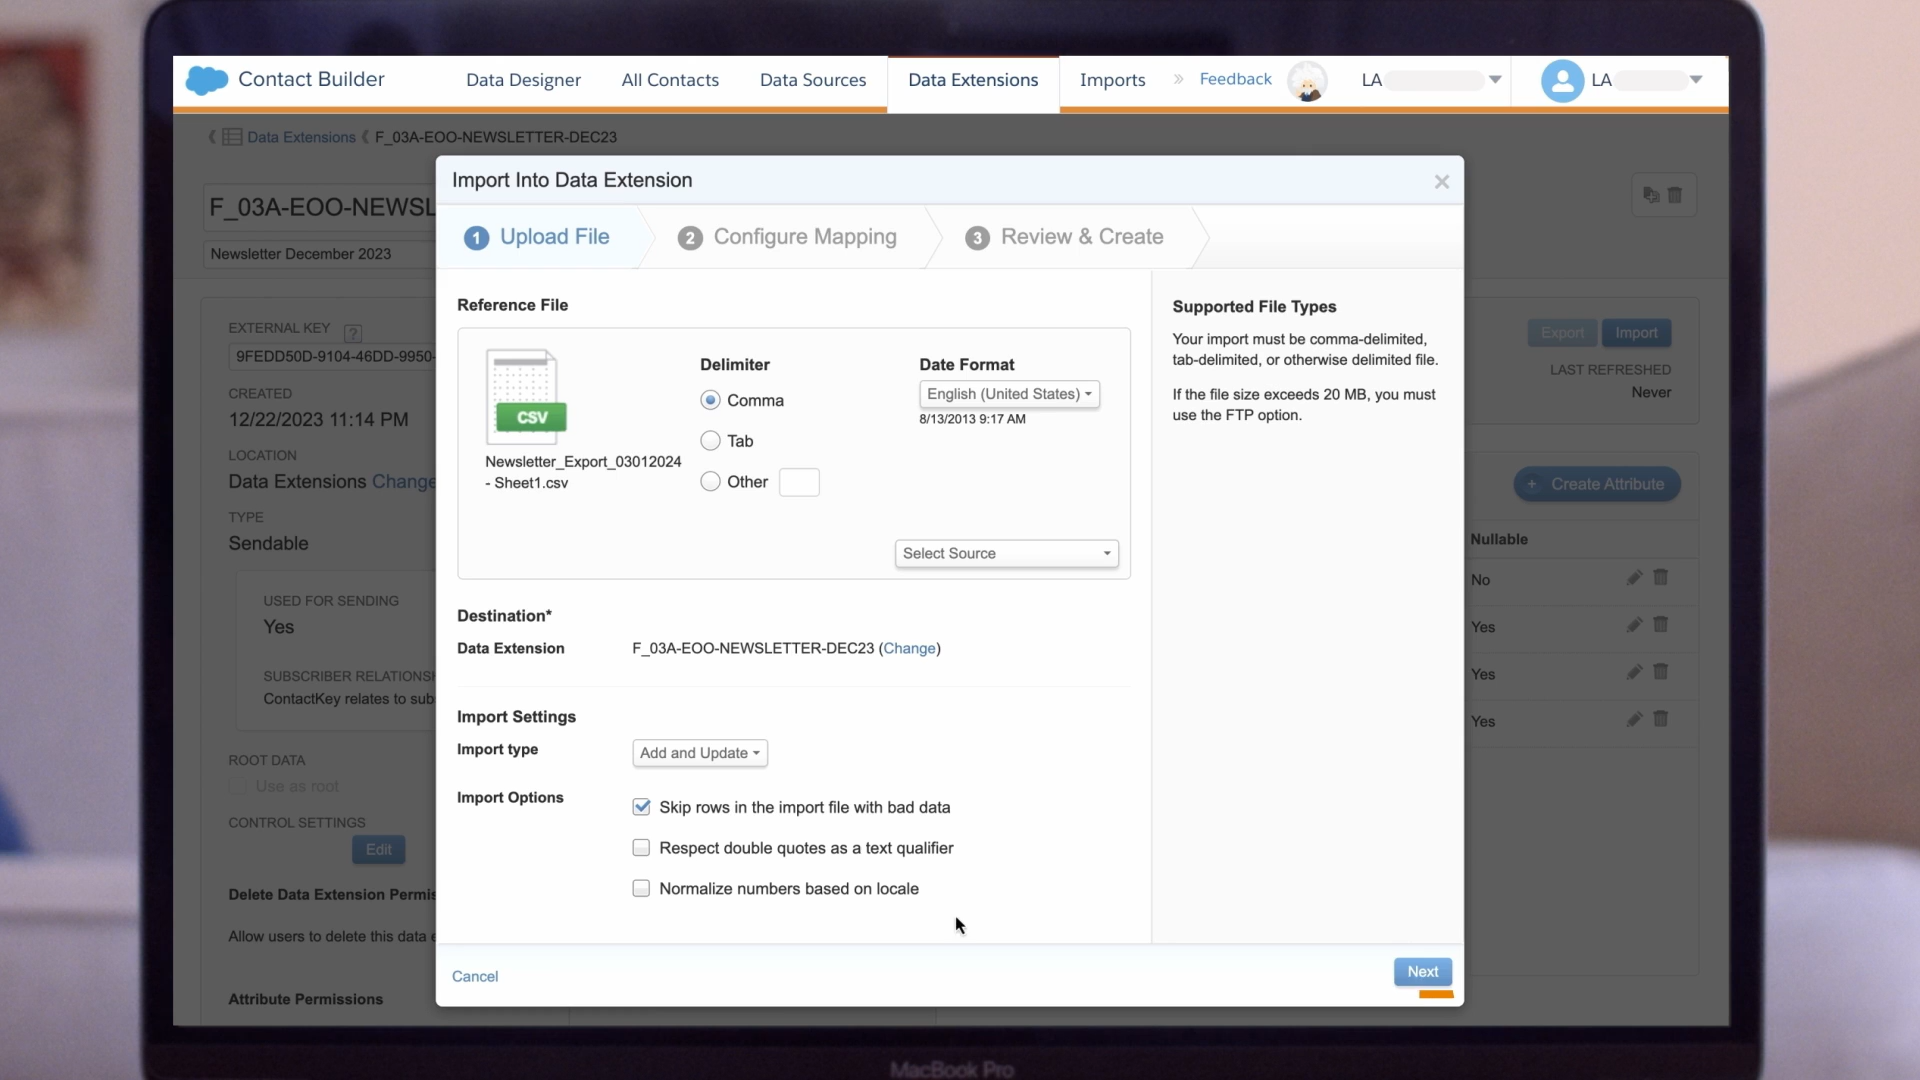 Contact Builder
Data Designer
All Contacts
Data Sources
Data Extensions
Imports
»
Feedback
LA
LA
Data Extensions
F_03A-EOO-NEWSLETTER-DEC23
F_03A-EOO-NEWSL
Newsletter December 2023
EXTERNAL KEY ?
9FEDD50D-9104-46DD-9950-
CREATED
12/22/2023 11:14 PM
LOCATION
Data Extensions Change
TYPE
Sendable
USED FOR SENDING
Yes
SUBSCRIBER RELATIONSH
ContactKey relates to sub
ROOT DATA
Use as root
CONTROL SETTINGS
Edit
Delete Data Extension Permis
Allow users to delete this data e
Attribute Permissions
Import Into Data Extension
1 Upload File
2 Configure Mapping
3 Review & Create
Reference File
CSV
Newsletter_Export_03012024
- Sheet1.csv
Delimiter
Comma
Tab
Other
Date Format
English (United States)
8/13/2013 9:17 AM
Select Source
Destination*
Data Extension
F_03A-EOO-NEWSLETTER-DEC23 (Change)
Import Settings
Import type
Add and Update
Import Options
Skip rows in the import file with bad data
Respect double quotes as a text qualifier
Normalize numbers based on locale
Supported File Types
Your import must be comma-delimited,
tab-delimited, or otherwise delimited file.
If the file size exceeds 20 MB, you must
use the FTP option.
Cancel
Next
Export
Import
LAST REFRESHED
Never
+ Create Attribute
Nullable
No
Yes
Yes
Yes
MacBook Pro